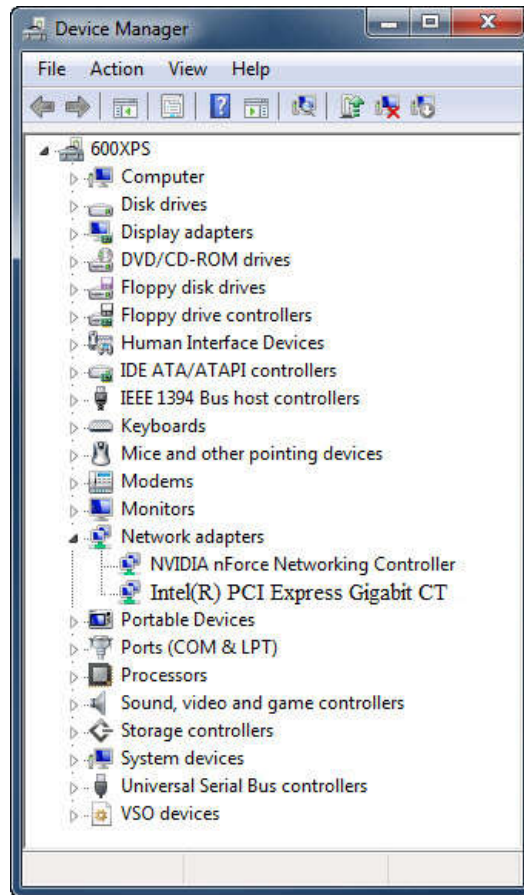 Device Manager
File Action View Help
600XPS
Computer
Disk drives
Display adapters
DVD/CD-ROM drives
Floppy disk drives
Floppy drive controllers
Human Interface Devices
IDE ATA/ATAPI controllers
IEEE 1394 Bus host controllers
Keyboards
Mice and other pointing devices
Modems
Monitors
Network adapters
NVIDIA nForce Networking Controller
Intel(R) PCI Express Gigabit CT
Portable Devices
Ports (COM & LPT)
Processors
Sound, video and game controllers
Storage controllers
System devices
Universal Serial Bus controllers
VSO devices